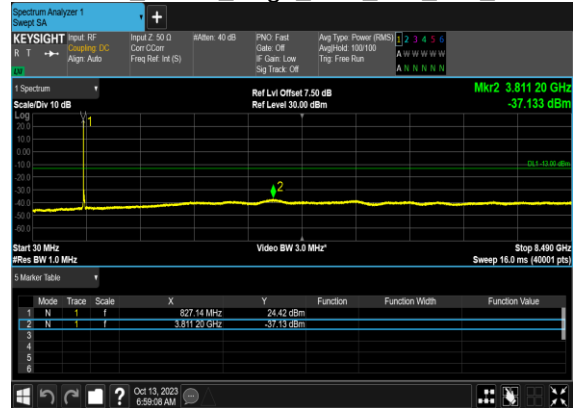 Spectrum Analyzer 1
Swept SA
+
KEYSIGHT Input: RF Input Z: 50 Ω #Atten: 40 dB PNO: Fast Avg Type: Power (RMS) 1 2 3 4 5 6
R T Coupling: DC Corr CCorr Gate: Off Avg|Hold: 100/100 A W W W W W
Align: Auto Freq Ref: Int (S) IF Gain: Low Trig: Free Run
Sig Track: Off A N N N N N
1 Spectrum Ref Lvl Offset 7.50 dB Mkr2 3.811 20 GHz
Scale/Div 10 dB Ref Level 30.00 dBm -37.133 dBm
Log
20.0
10.0
0.00
-10.0
-20.0
-30.0
-40.0
-50.0
-60.0
1
DL1 -13.00 dBm
2
Start 30 MHz Video BW 3.0 MHz* Stop 8.490 GHz
#Res BW 1.0 MHz Sweep 16.0 ms (40001 pts)
5 Marker Table
Mode Trace Scale X Y Function Function Width Function Value
1 N 1 f 827.14 MHz 24.42 dBm
2 N 1 f 3.811 20 GHz -37.13 dBm
3
4
5
6
? Oct 13, 2023
6:59:08 AM